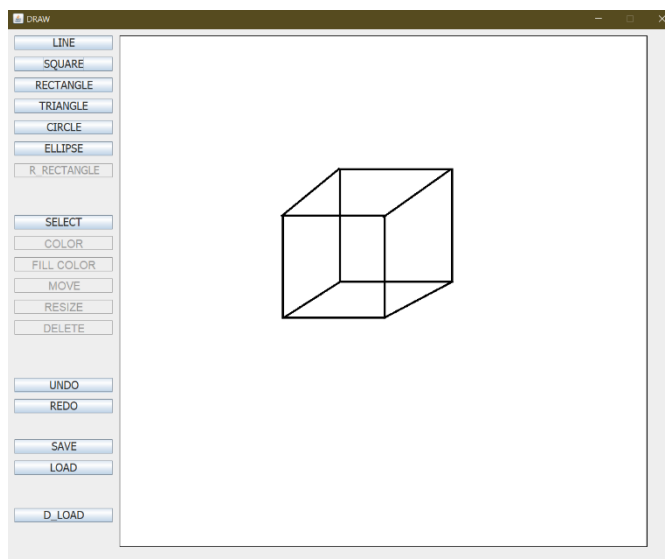 DRAW
LINE
SQUARE
RECTANGLE
TRIANGLE
CIRCLE
ELLIPSE
R_RECTANGLE
SELECT
COLOR
FILL COLOR
MOVE
RESIZE
DELETE
UNDO
REDO
SAVE
LOAD
D_LOAD